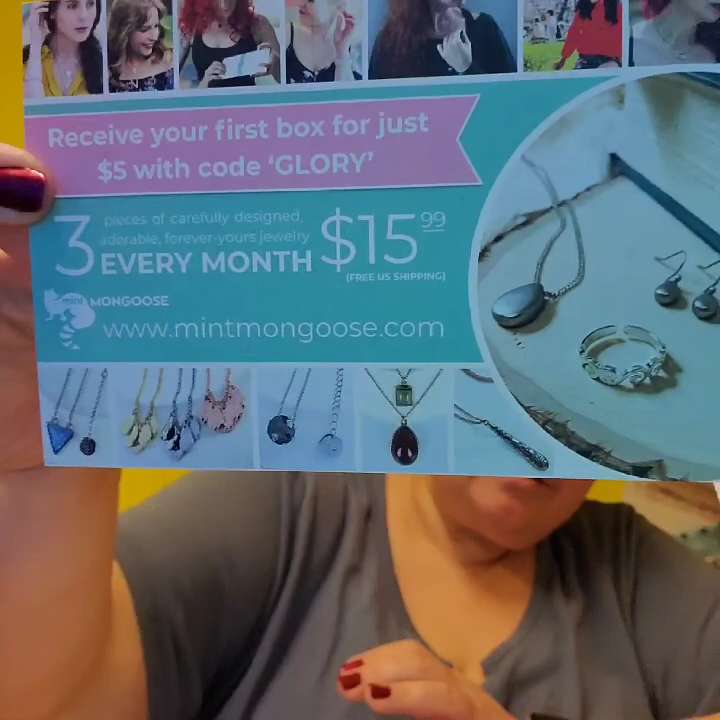 Receive your first box for just
$5 with code 'GLORY'
3 pieces of carefully designed,
adorable, forever-yours jewelry
EVERY MONTH
$15 99
(FREE US SHIPPING)
mint MONGOOSE
www.mintmongoose.com